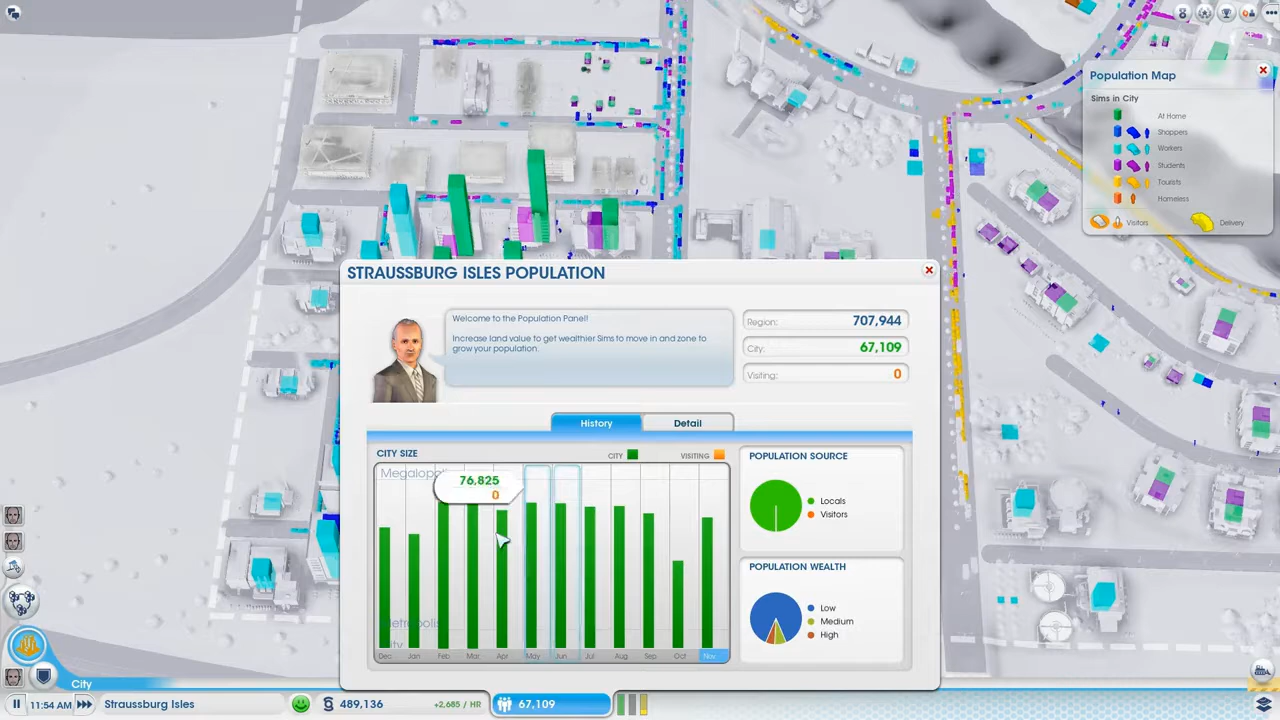 Population Map
Sims in City
At Home
Shoppers
Workers
Students
Tourists
Homeless
Visitors
Delivery
STRAUSSBURG ISLES POPULATION
Welcome to the Population Panel!
Increase land value to get wealthier Sims to move in and zone to
grow your population.
Region: 707,944
City: 67,109
Visiting: 0
History
Detail
CITY SIZE
CITY
VISITING
76,825
0
Dec
Jan
Feb
Mar
Apr
May
Jun
Jul
Aug
Sep
Oct
Nov
POPULATION SOURCE
Locals
Visitors
POPULATION WEALTH
Low
Medium
High
City
11:54 AM
Straussburg Isles
489,136
+2,685 / HR
67,109